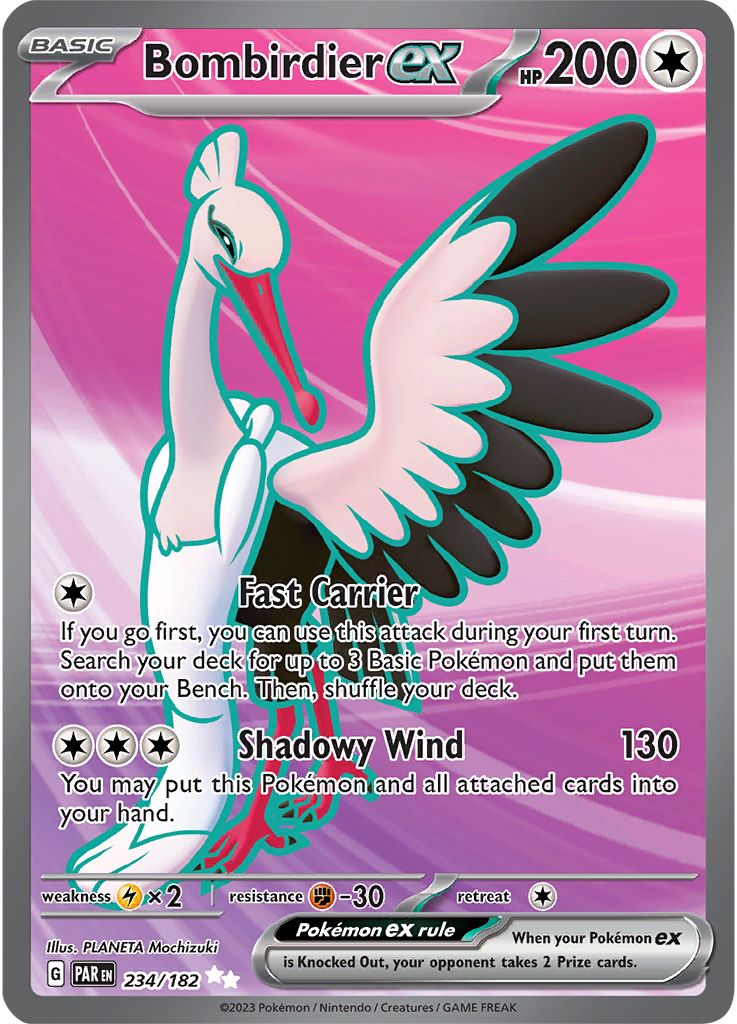 BASIC
Bombirdier ex HP 200
Fast Carrier
If you go first, you can use this attack during your first turn.
Search your deck for up to 3 Basic Pokémon and put them
onto your Bench. Then, shuffle your deck.
Shadowy Wind 130
You may put this Pokémon and all attached cards into
your hand.
weakness ×2 resistance -30 retreat
Illus. PLANETA Mochizuki
Pokémon ex rule
When your Pokémon ex
is Knocked Out, your opponent takes 2 Prize cards.
G PAR EN 234/182
©2023 Pokémon / Nintendo / Creatures / GAME FREAK